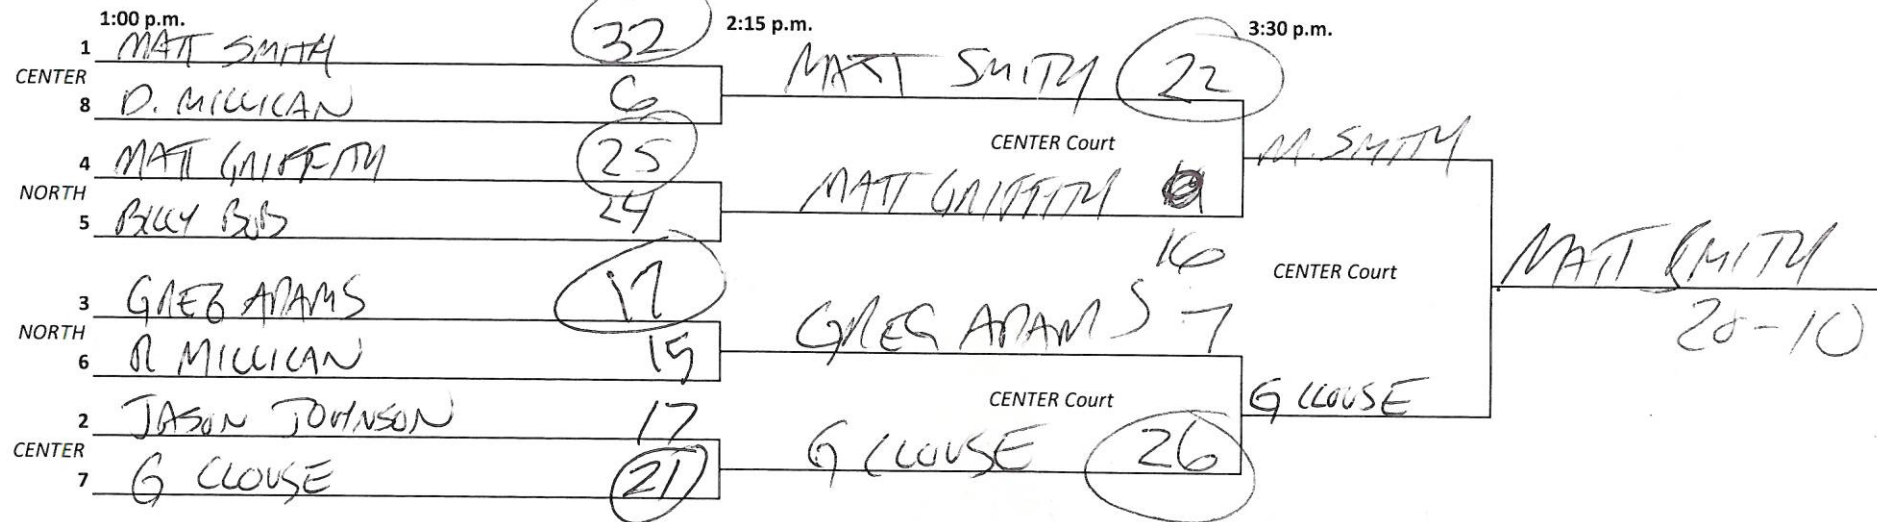 1:00 p.m.
2:15 p.m.
3:30 p.m.
1 MATT SMITH 32
CENTER
8 D. MILLICAN 6
4 MATT GRIFFITH 25
NORTH
5 BILLY BOB 24
3 GREG ADAMS 17
NORTH
6 R MILLICAN 15
2 JASON JOHNSON 17
CENTER
7 G CLOUSE 21
MATT SMITH 22
CENTER Court
MATT GRIFFITH
16
GREG ADAMS 7
CENTER Court
G CLOUSE 26
M. SMITH
CENTER Court
G CLOUSE
MATT SMITH
28-10